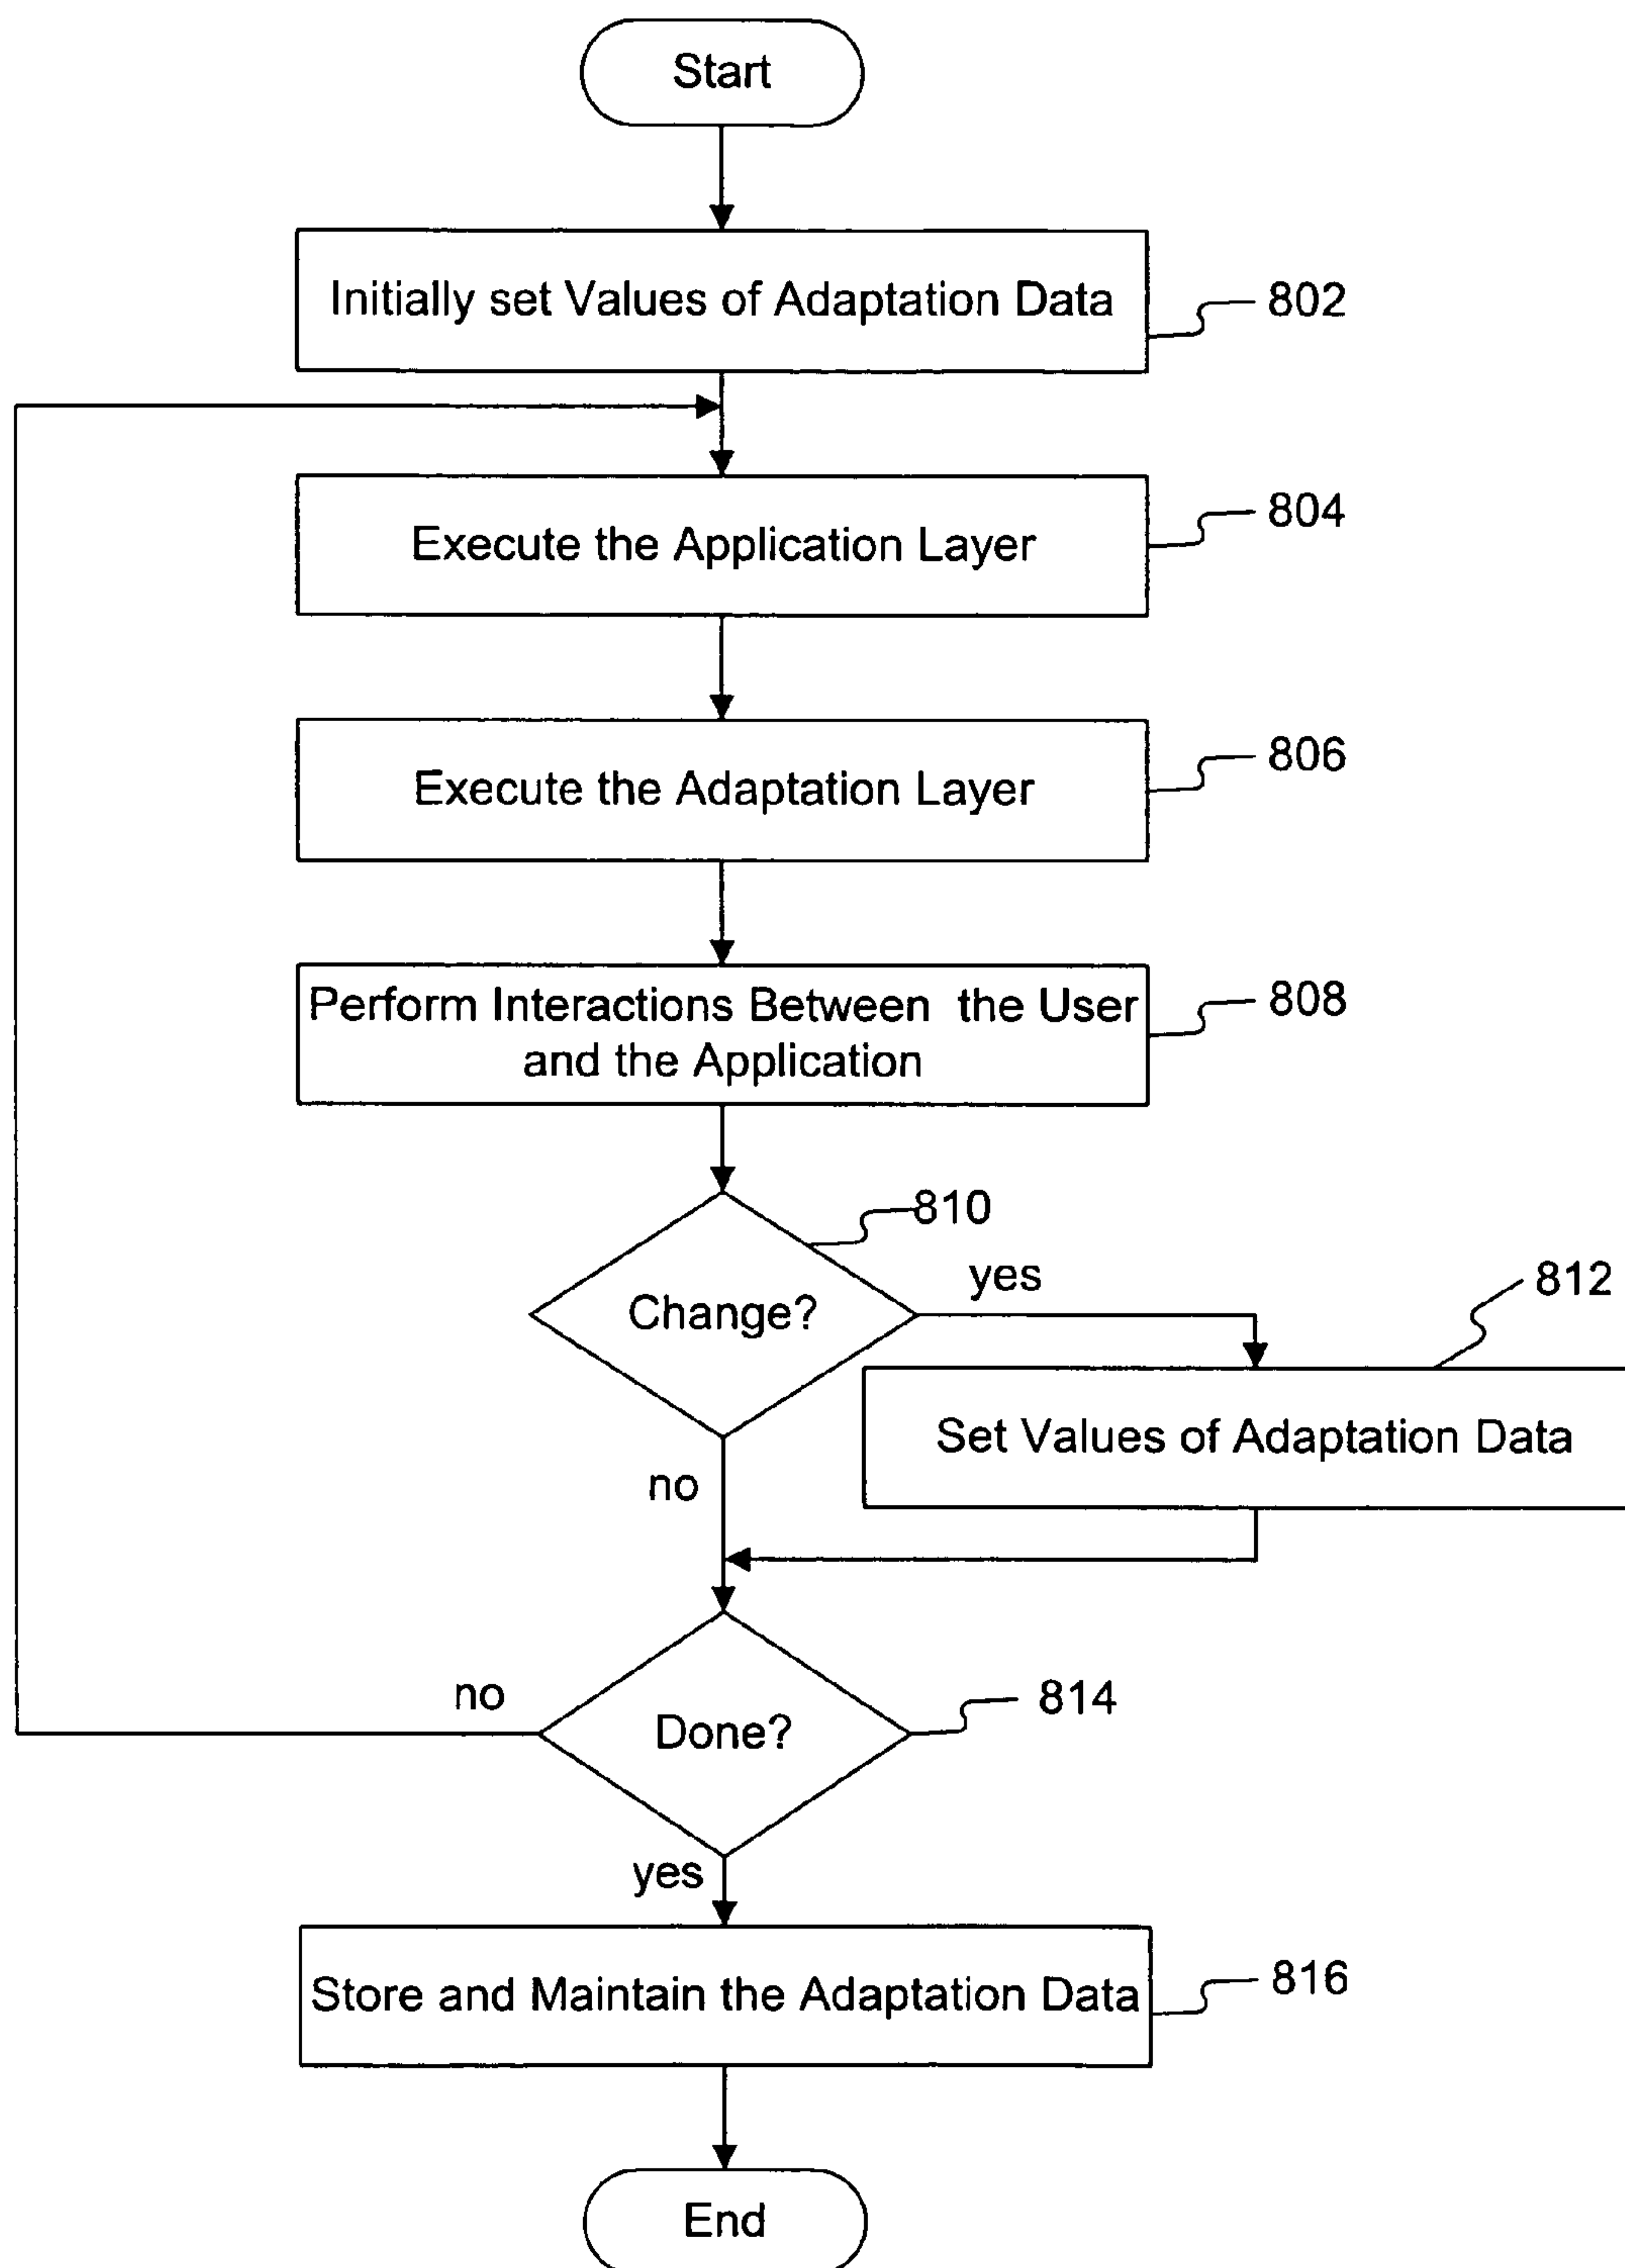 Start
Initially set Values of Adaptation Data
802
Execute the Application Layer
804
Execute the Adaptation Layer
806
Perform Interactions Between the User
and the Application
808
810
Change?
yes
812
Set Values of Adaptation Data
no
Done?
814
no
yes
Store and Maintain the Adaptation Data
816
End